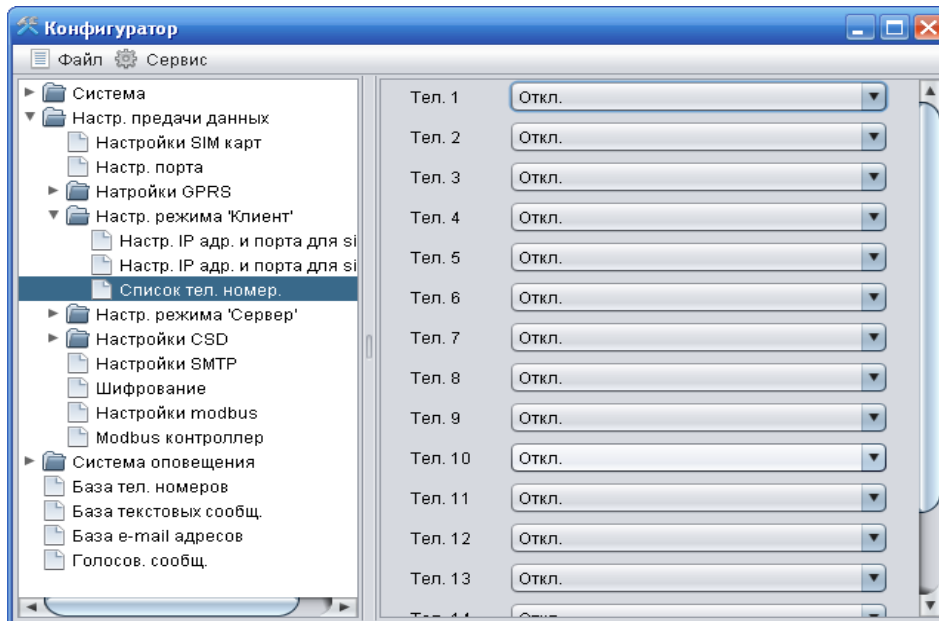 Конфигуратор
Файл Сервис
Система
Настр. предачи данных
Настройки SIM карт
Настр. порта
Натройки GPRS
Настр. режима 'Клиент'
Настр. IP адр. и порта для si
Настр. IP адр. и порта для si
Список тел. номер.
Настр. режима 'Сервер'
Настройки CSD
Настройки SMTP
Шифрование
Настройки modbus
Modbus контроллер
Система оповещения
База тел. номеров
База текстовых сообщ.
База e-mail адресов
Голосов. сообщ.
Тел. 1 Откл.
Тел. 2 Откл.
Тел. 3 Откл.
Тел. 4 Откл.
Тел. 5 Откл.
Тел. 6 Откл.
Тел. 7 Откл.
Тел. 8 Откл.
Тел. 9 Откл.
Тел. 10 Откл.
Тел. 11 Откл.
Тел. 12 Откл.
Тел. 13 Откл.